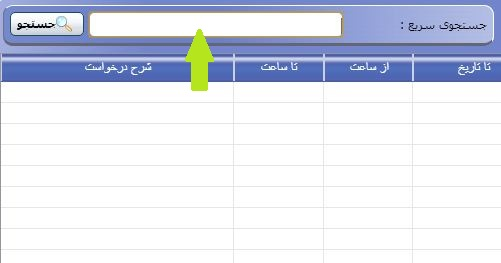 جستجوی سریع :
جستجو
تا تاریخ
از ساعت
تا ساعت
شرح درخواست